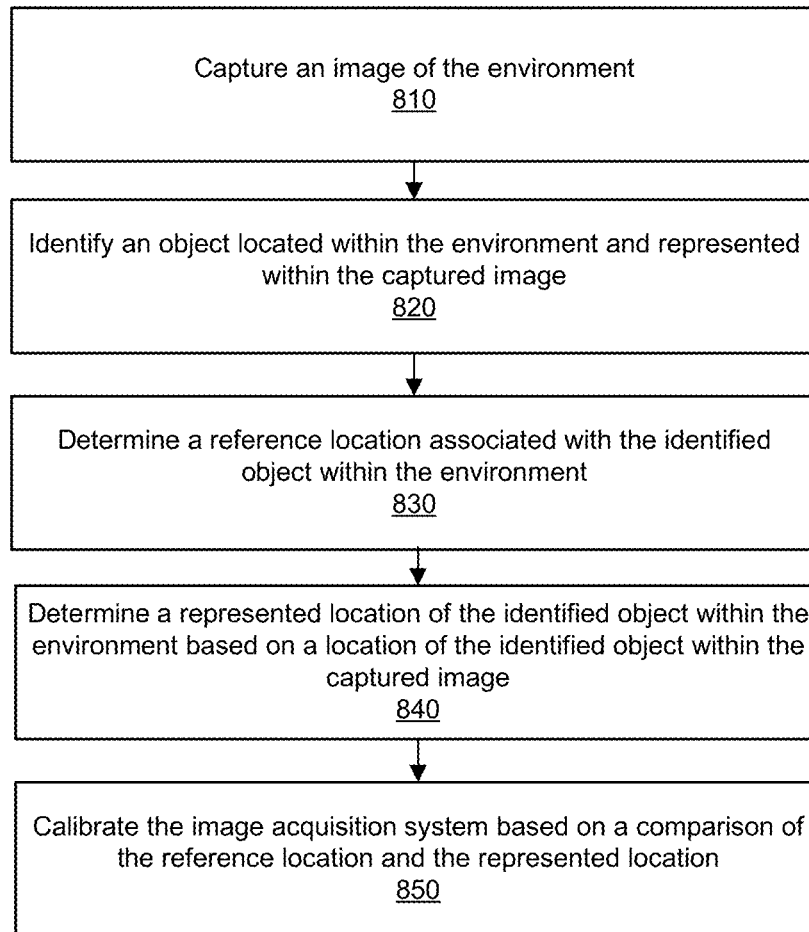 Capture an image of the environment
810
Identify an object located within the environment and represented
within the captured image
820
Determine a reference location associated with the identified
object within the environment
830
Determine a represented location of the identified object within the
environment based on a location of the identified object within the
captured image
840
Calibrate the image acquisition system based on a comparison of
the reference location and the represented location
850